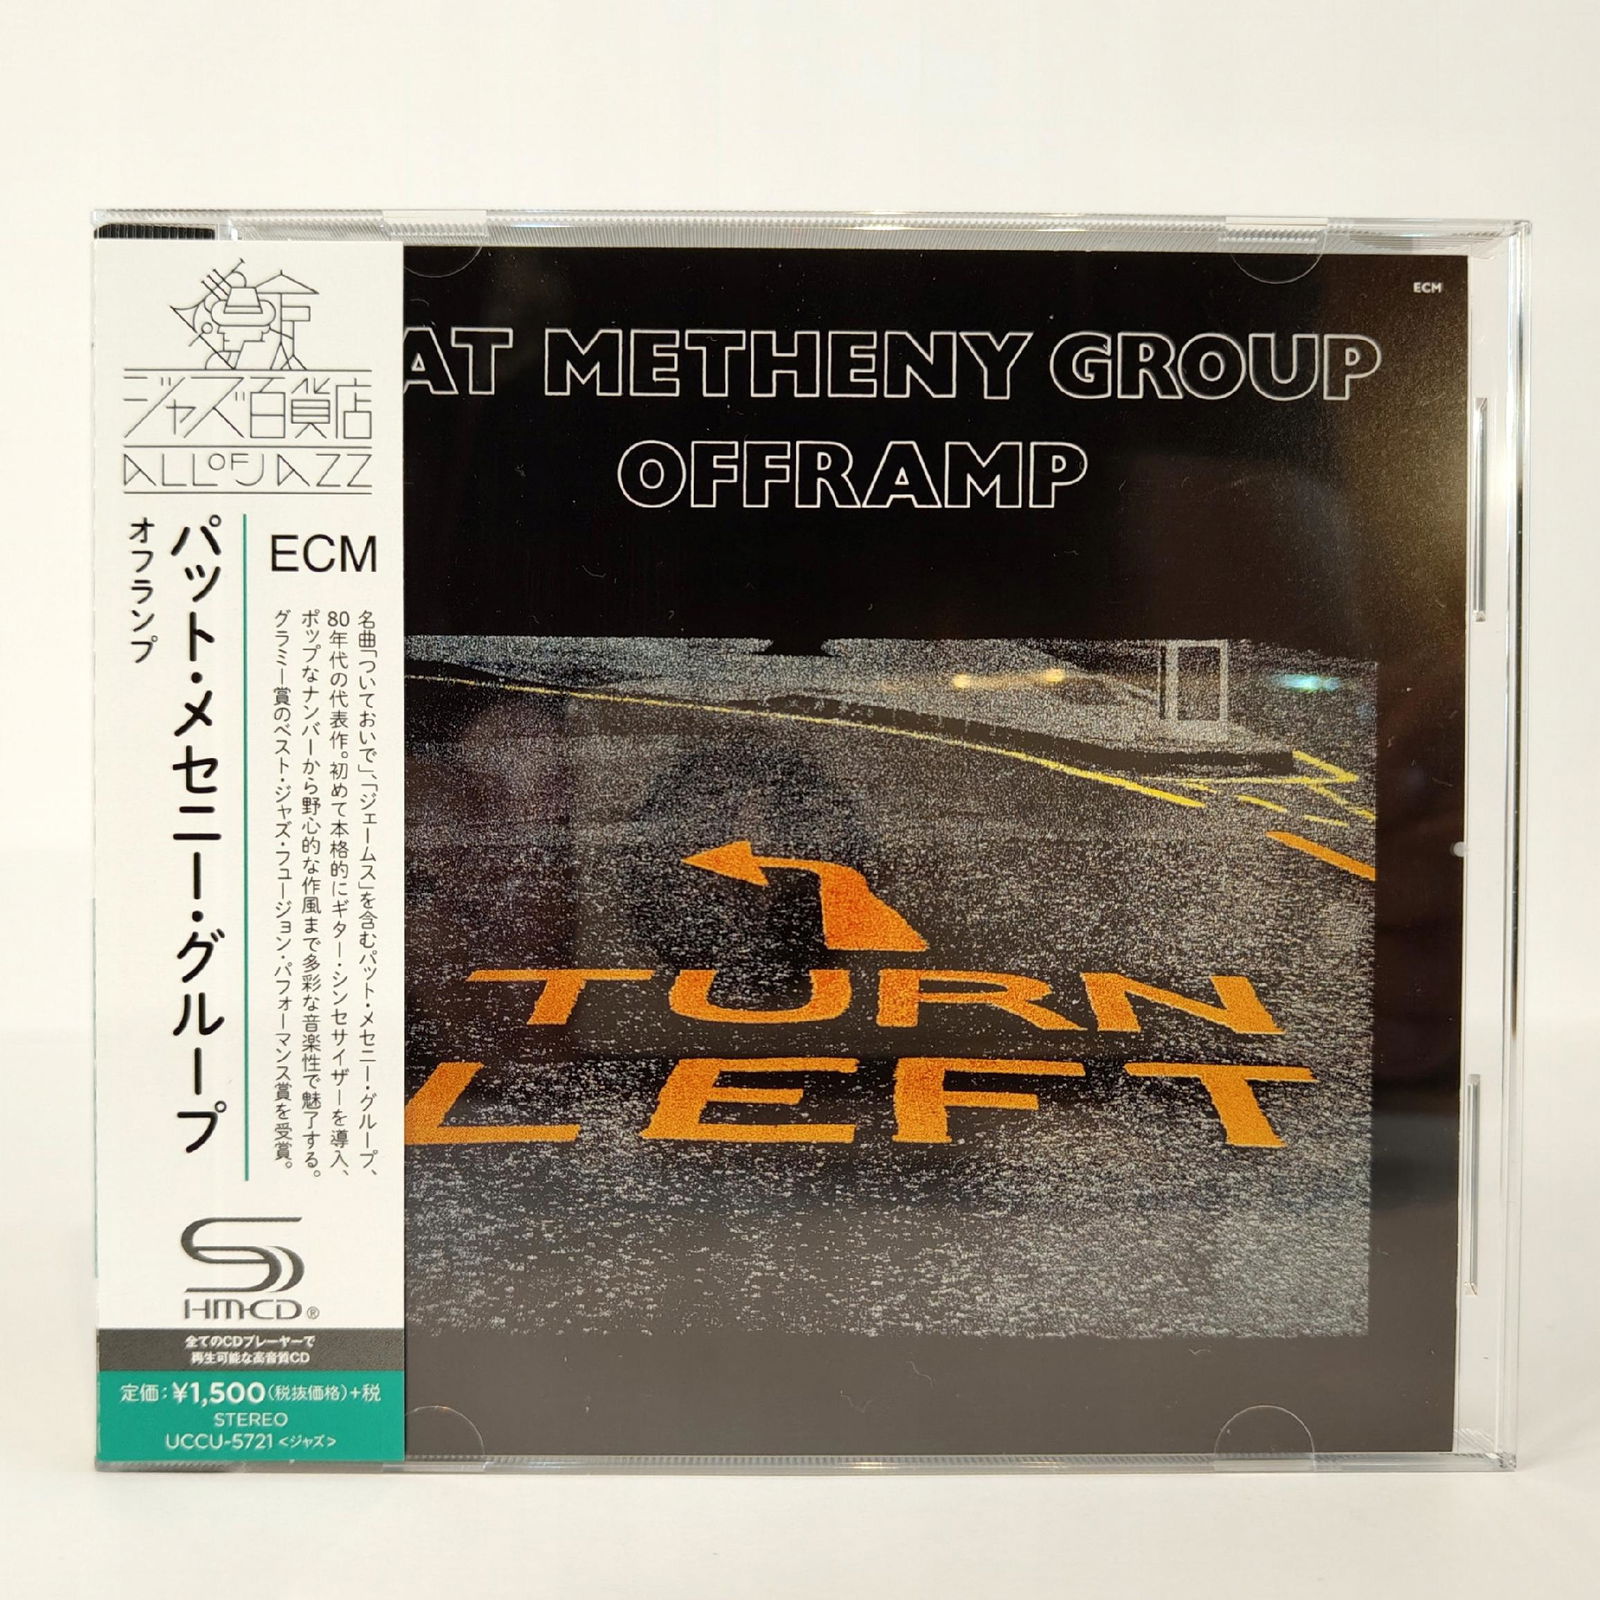 ジャズ百貨店
ALL OF JAZZ
ECM
名曲「ついておいで」、「ジェームス」を含むパット・メセニー・グループ、
80年代の代表作。初めて本格的にギター・シンセサイザーを導入、
ポップなナンバーから野心的な作風まで多彩な音楽性で魅了する。
グラミー賞のベスト・ジャズ・フュージョン・パフォーマンス賞を受賞。
パット・メセニー・グループ
オフランプ
SHM-CD®
全てのCDプレーヤーで
再生可能な高音質CD
定価：¥1,500(税抜価格)+税
STEREO
UCCU-5721 <ジャズ>
ECM
AT METHENY GROUP
OFFRAMP
TURN
LEFT